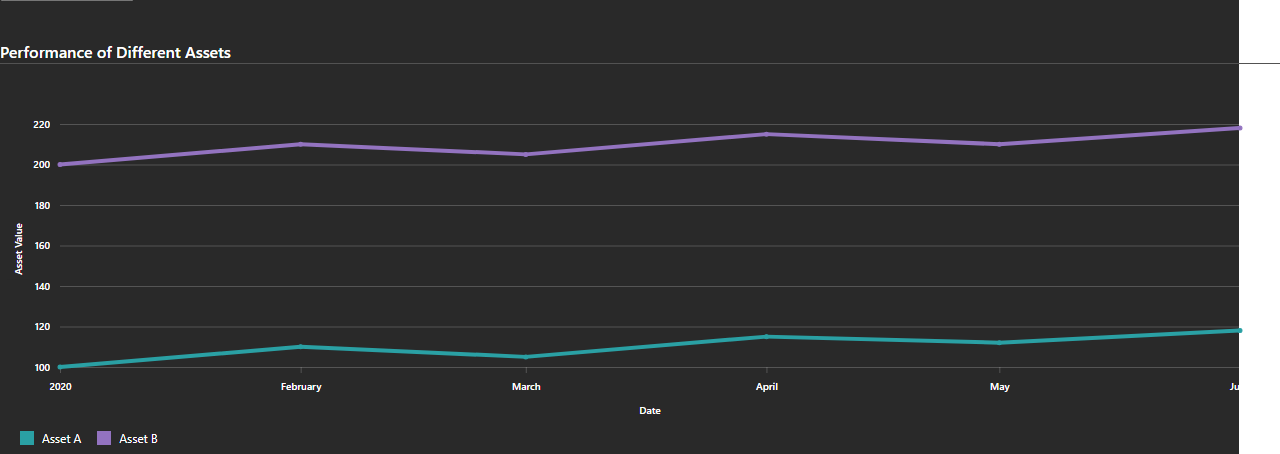 Performance of Different Assets
220
200
180
160
140
120
100
Asset Value
2020
February
March
April
May
Ju
Date
Asset A
Asset B